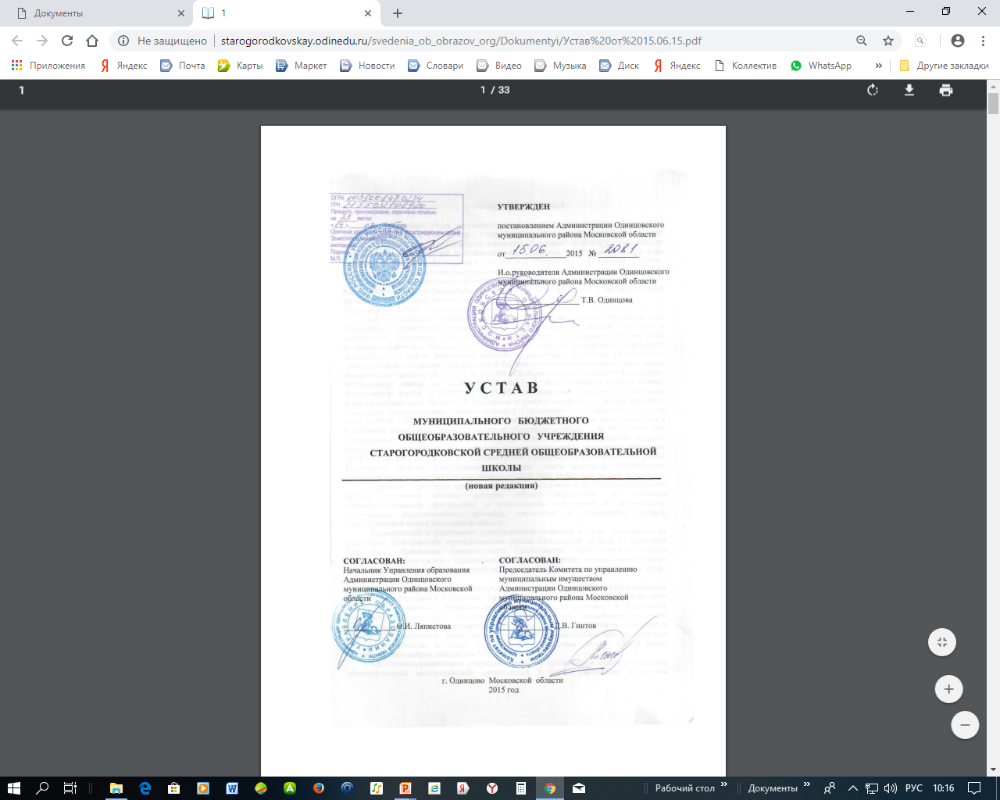 Документы
1
Не защищено
starogorodkovskay.odinedu.ru/svedenia_ob_obrazov_org/Dokumentyi/Устав%20от%2015.06.15.pdf
Приложения Яндекс Почта Карты Маркет Новости Словари Видео Музыка Диск Яндекс Коллектив WhatsApp » Другие закладки
1
1 / 33
ОГРН 1035006470234
ГРН
Прошито, пронумеровано, скреплено печатью
на 33 листах
УТВЕРЖДЕН
постановлением Администрации Одинцовского
муниципального района Московской области
от 15.06. 2015 № 2081
И.о.руководителя Администрации Одинцовского
муниципального района Московской области
Т.В. Одинцова
У С Т А В
МУНИЦИПАЛЬНОГО БЮДЖЕТНОГО
ОБЩЕОБРАЗОВАТЕЛЬНОГО УЧРЕЖДЕНИЯ
СТАРОГОРОДКОВСКОЙ СРЕДНЕЙ ОБЩЕОБРАЗОВАТЕЛЬНОЙ
ШКОЛЫ
(новая редакция)
СОГЛАСОВАН:
Начальник Управления образования
Администрации Одинцовского
муниципального района Московской
области
О.И. Ляпистова
СОГЛАСОВАН:
Председатель Комитета по управлению
муниципальным имуществом
Администрации Одинцовского
муниципального района Московской
области
Д.В. Гинтов
г. Одинцово Московской области
2015 год
Рабочий стол » Документы » РУС 10:16